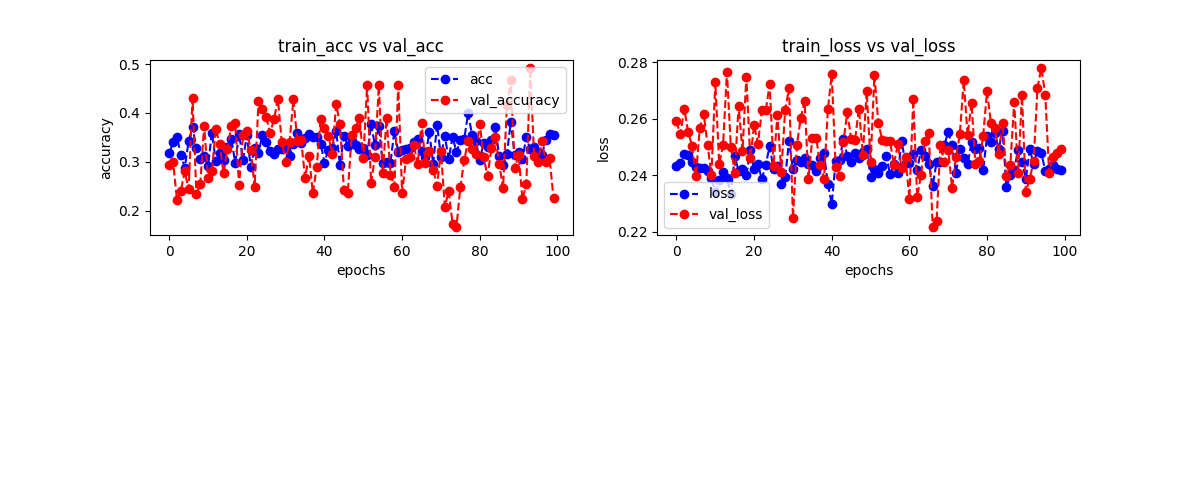 train_acc vs val_acc
0.5
0.4
0.3
0.2
accuracy
acc
val_accuracy
0 20 40 60 80 100
epochs
train_loss vs val_loss
0.28
0.26
0.24
0.22
loss
loss
val_loss
0 20 40 60 80 100
epochs